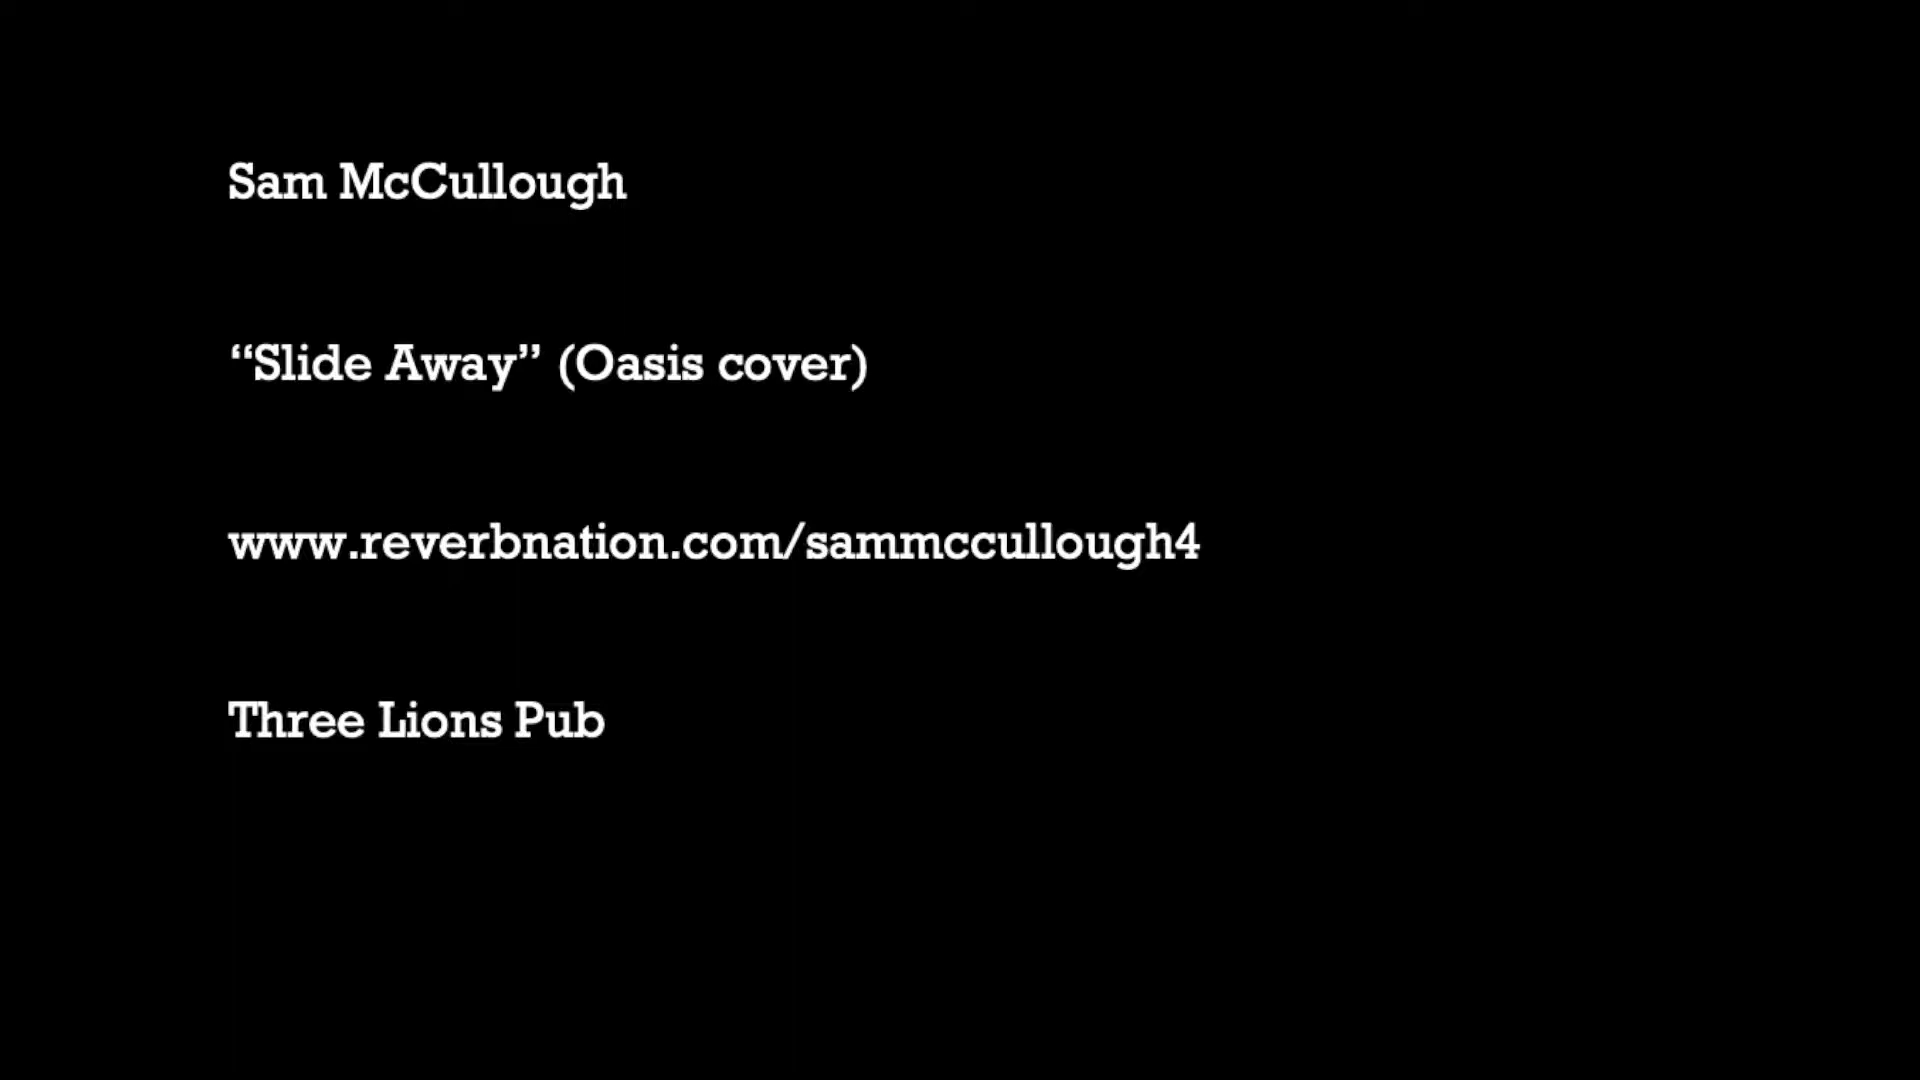 Sam McCullough
“Slide Away” (Oasis cover)
www.reverbnation.com/sammccullough4
Three Lions Pub